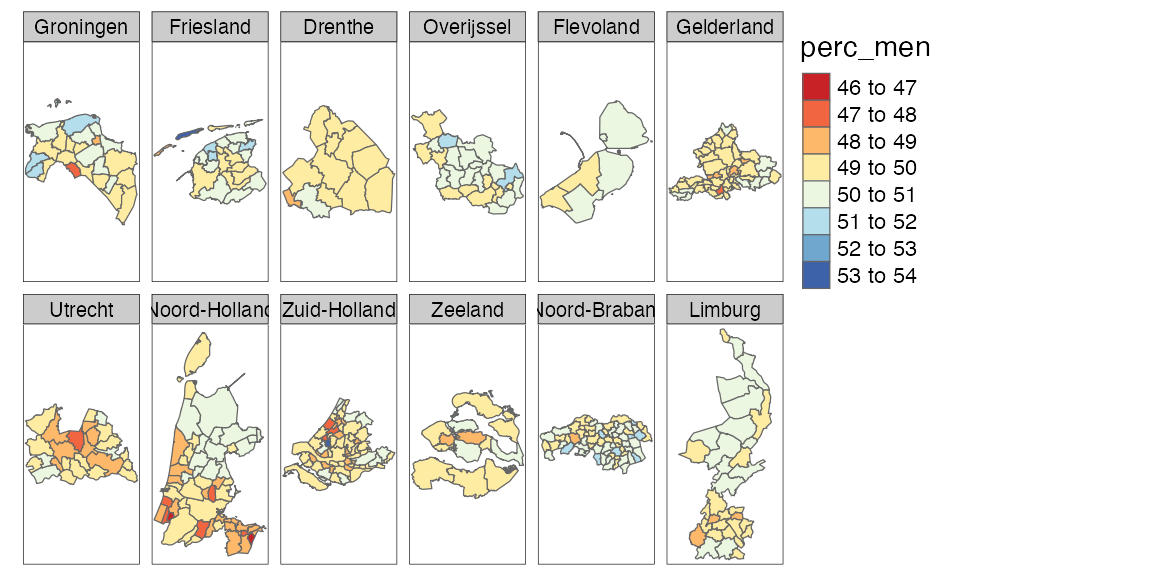 Groningen
Friesland
Drenthe
Overijssel
Flevoland
Gelderland
perc_men
46 to 47
47 to 48
48 to 49
49 to 50
50 to 51
51 to 52
52 to 53
53 to 54
Utrecht
Noord-Holland
Zuid-Holland
Zeeland
Noord-Braban
Limburg